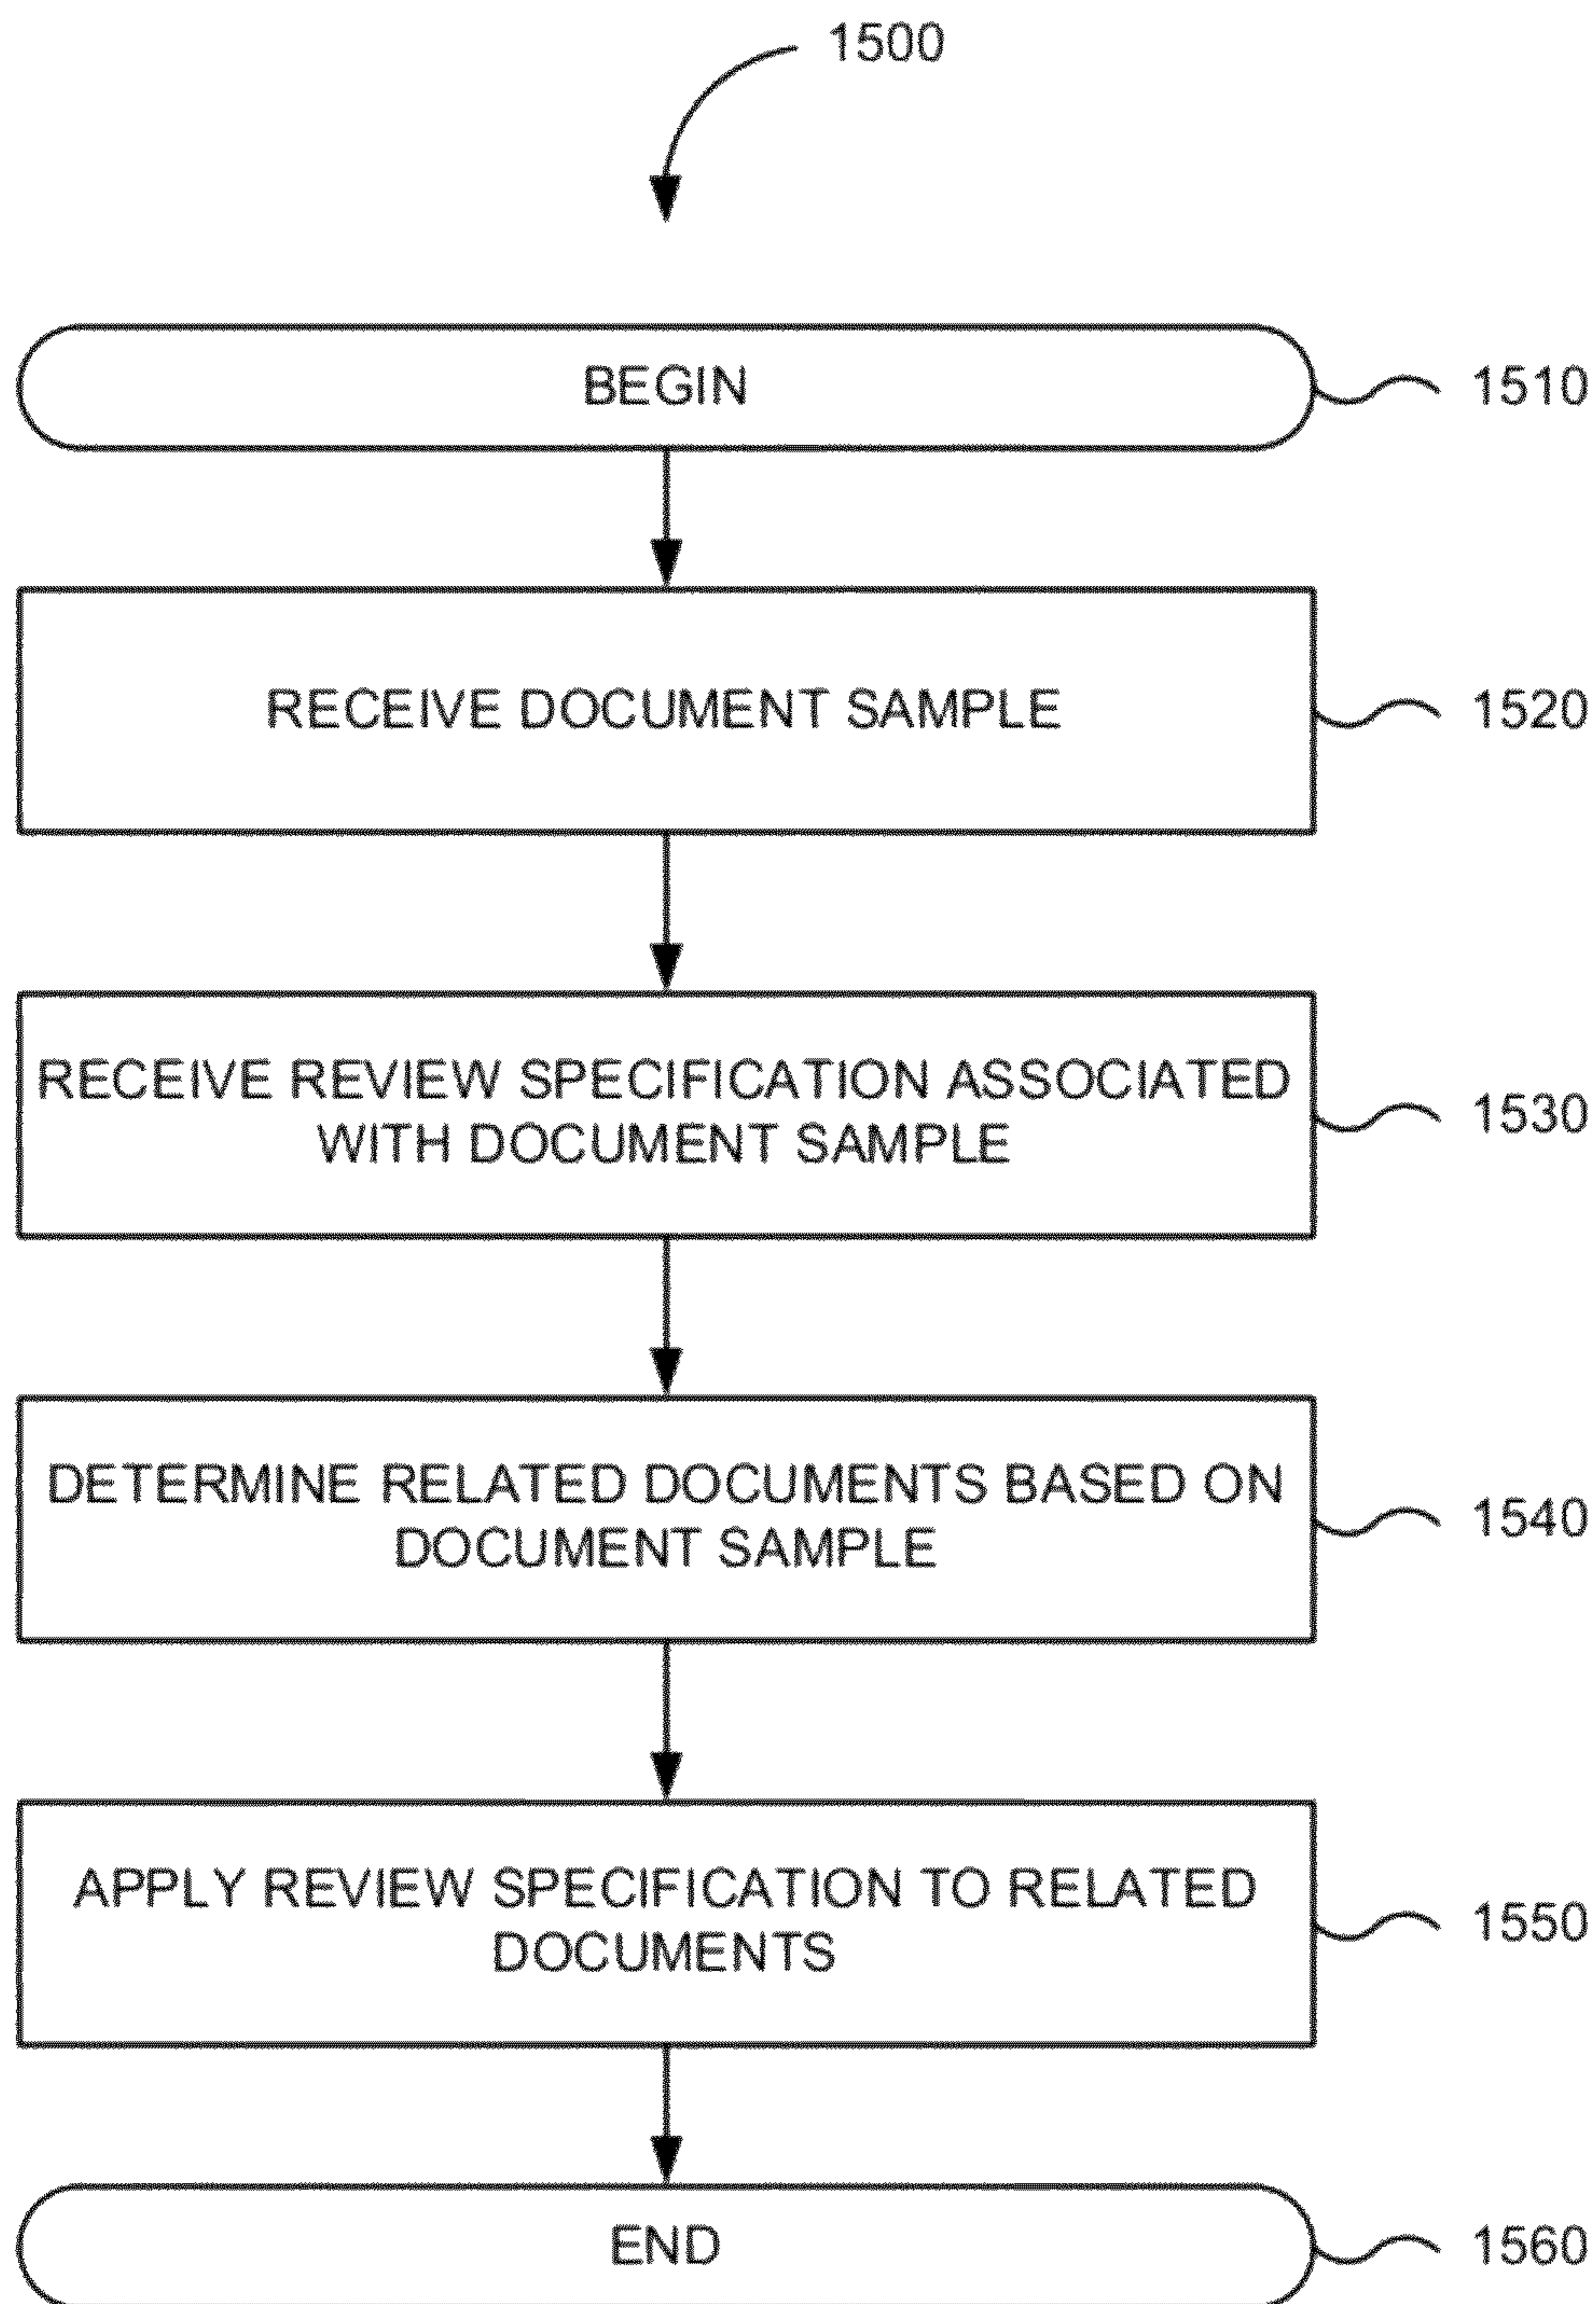 1500
BEGIN
1510
RECEIVE DOCUMENT SAMPLE
1520
RECEIVE REVIEW SPECIFICATION ASSOCIATED
WITH DOCUMENT SAMPLE
1530
DETERMINE RELATED DOCUMENTS BASED ON
DOCUMENT SAMPLE
1540
APPLY REVIEW SPECIFICATION TO RELATED
DOCUMENTS
1550
END
1560